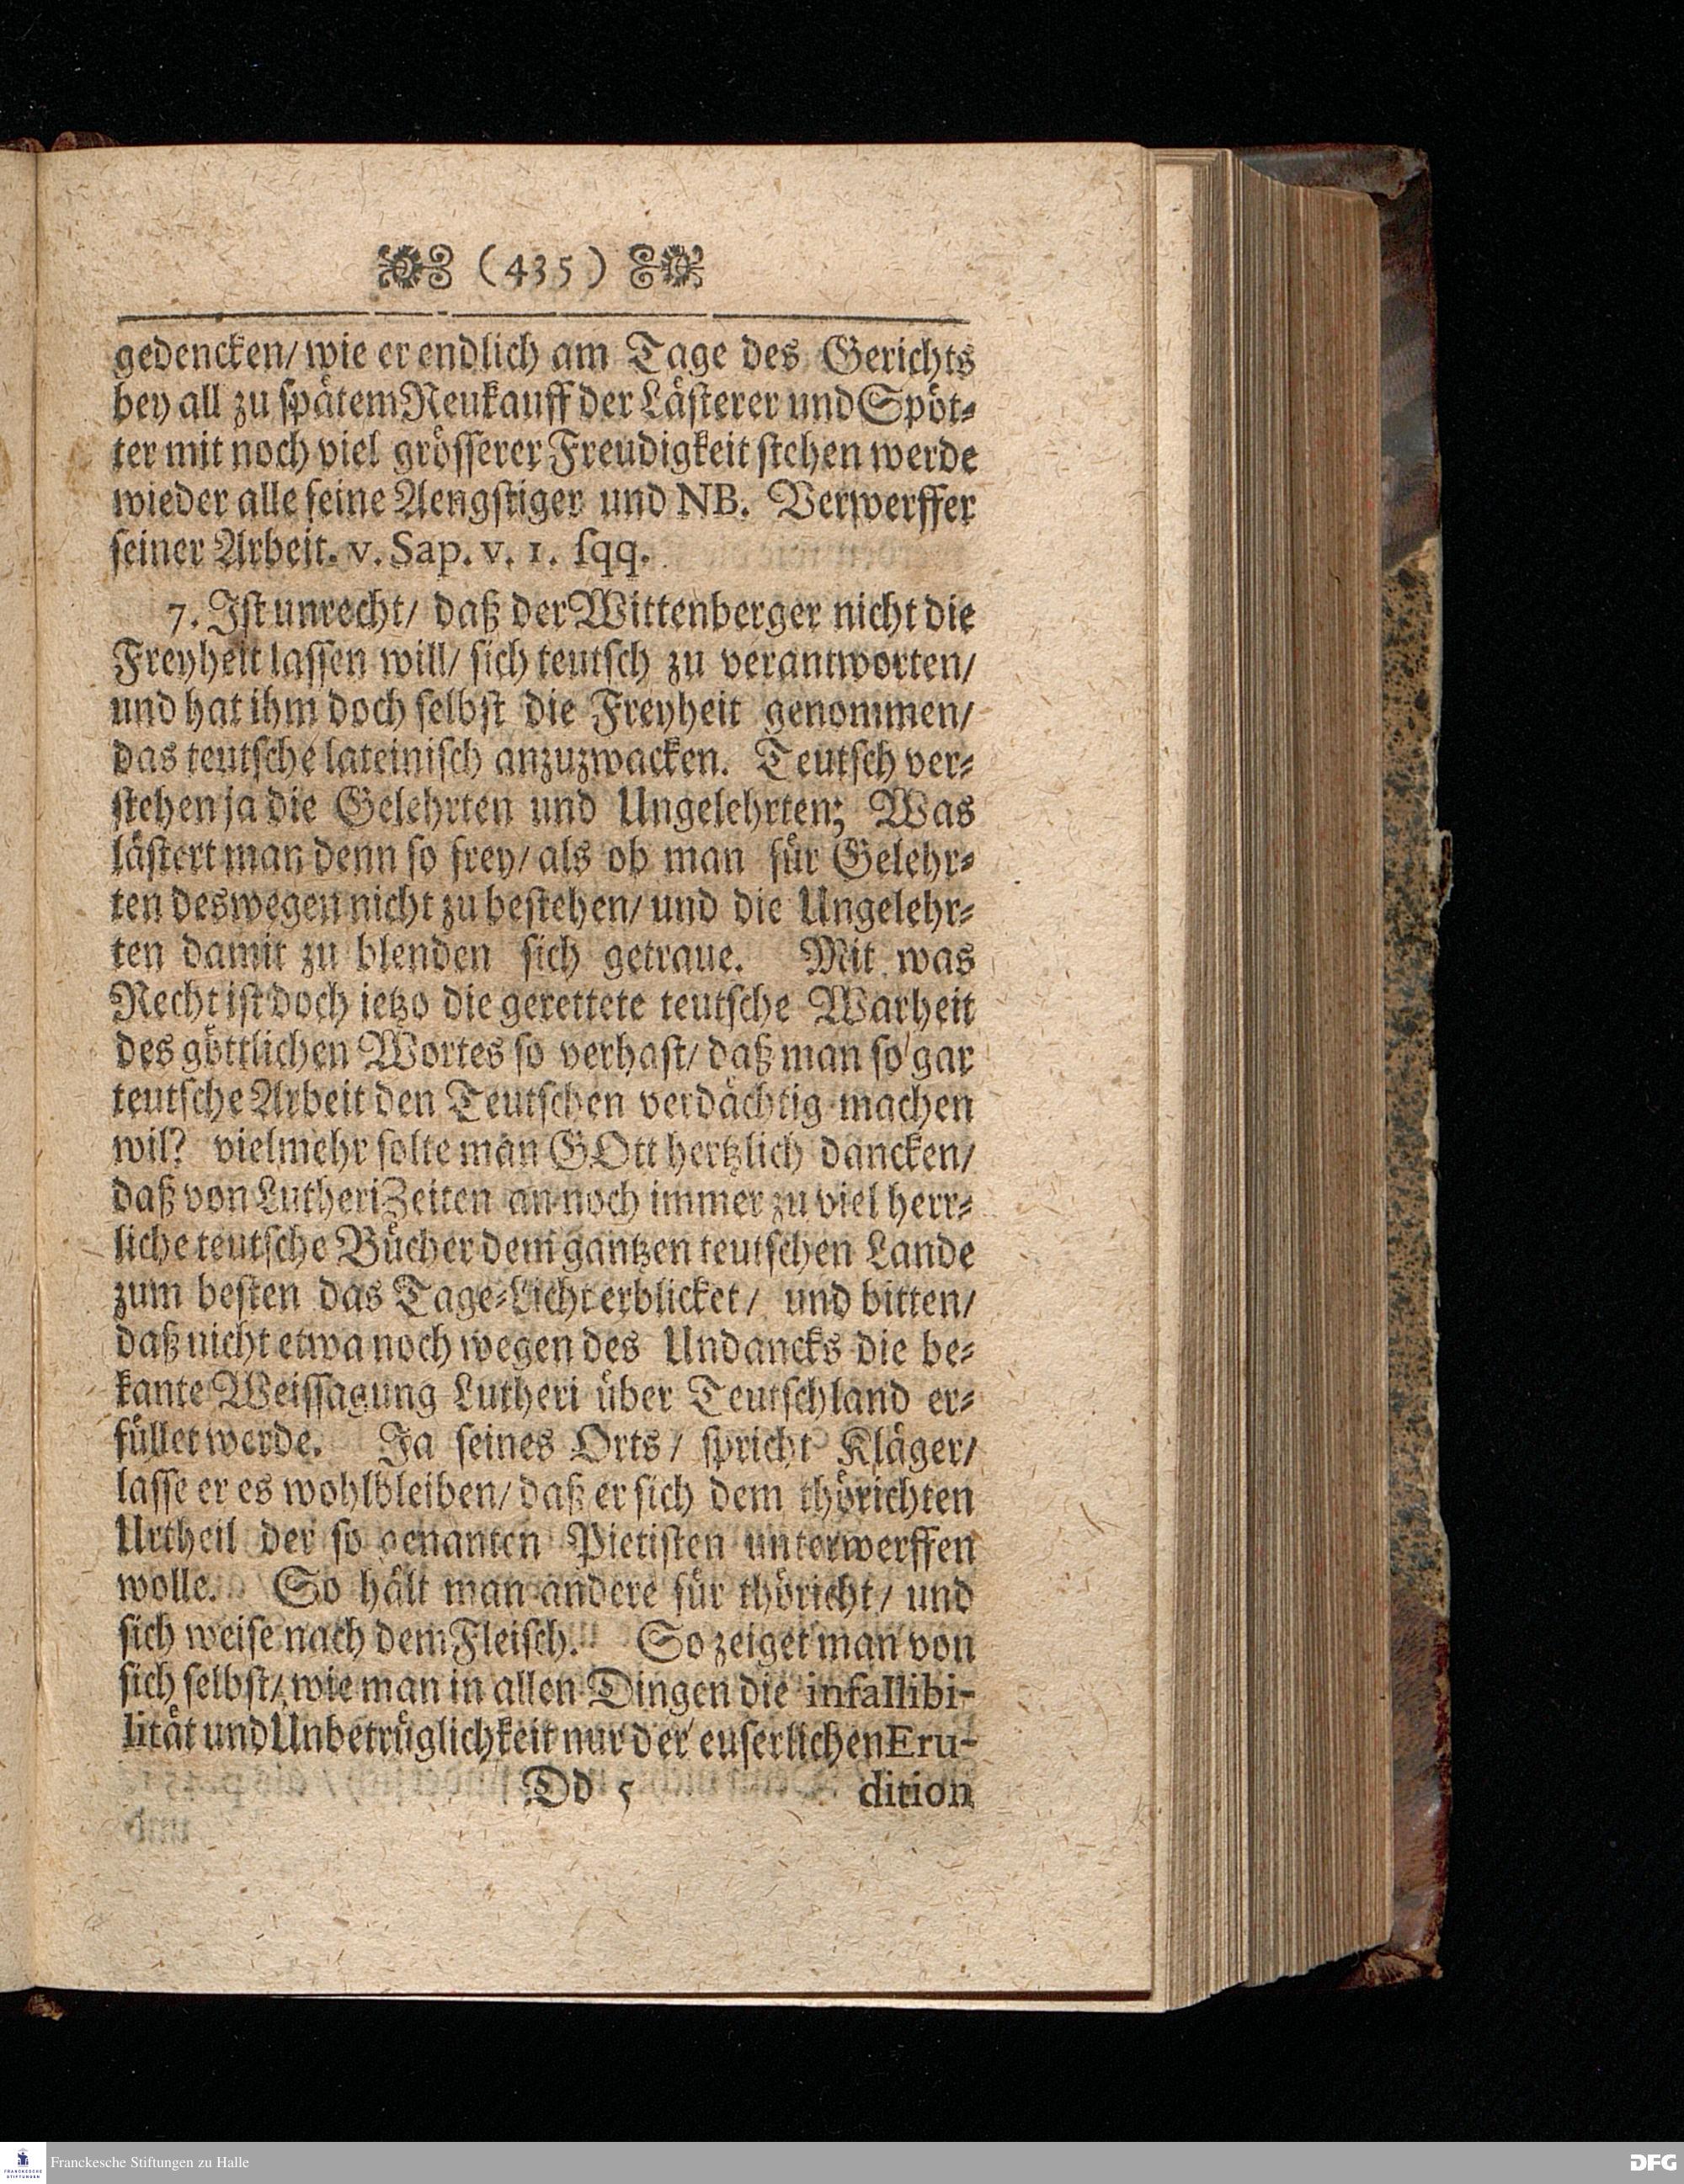 (435)
gedencken/ wie er endlich am Tage des Gerichts
bey all zu spätem Reukauff der Lästerer und Spöt-
ter mit noch viel grösserer Freudigkeit stehen werde
wieder alle seine Aengstiger und NB. Verwerffer
seiner Arbeit. v. Sap. v. 1. sqq.
7. Ist unrecht/ daß der Wittenberger nicht die
Freyheit lassen will/ sich teutsch zu verantworten/
und hat ihm doch selbst die Freyheit genommen/
das teutsche lateinisch anzuzwacken. Teutsch ver-
stehen ja die Gelehrten und Ungelehrten; Was
lästert man denn so frey/ als ob man für Gelehr-
ten deswegen nicht zu bestehen/ und die Ungelehr-
ten damit zu blenden sich getraue. Mit was
Recht ist doch ietzo die gerettete teutsche Warheit
des göttlichen Wortes so verhast/ daß man so gar
teutsche Arbeit den Teutschen verdächtig machen
wil? vielmehr solte man GOtt hertzlich dancken/
daß von Lutheri Zeiten an noch immer zu viel herr-
liche teutsche Bücher dem gantzen teutschen Lande
zum besten das Tage-Licht erblicket/ und bitten/
daß nicht etwa noch wegen des Undancks die be-
kante Weissagung Lutheri über Teutschland er-
füllet werde. Ja seines Orts/ spricht Kläger/
lasse er es wohl bleiben/ daß er sich dem thörichten
Urtheil der so genanten Pietisten unterwerffen
wolle. So hält man andere für thöricht/ und
sich weise nach dem Fleisch. So zeiget man von
sich selbst/ wie man in allen Dingen die infallibi-
lität und Unbetrüglichkeit nur der euserlichen Eru-
Dd 5 dition
FRANCKESCHE STIFTUNGEN
Franckesche Stiftungen zu Halle
DFG